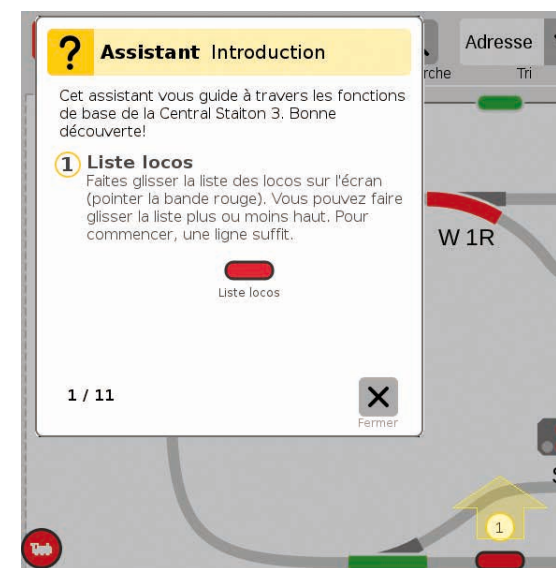 ? Assistant Introduction
Adresse
rche
Tri
Cet assistant vous guide à travers les fonctions
de base de la Central Staiton 3. Bonne
découverte!
1 Liste locos
Faites glisser la liste des locos sur l'écran
(pointer la bande rouge). Vous pouvez faire
glisser la liste plus ou moins haut. Pour
commencer, une ligne suffit.
Liste locos
W 1R
1 / 11
Fermer
1